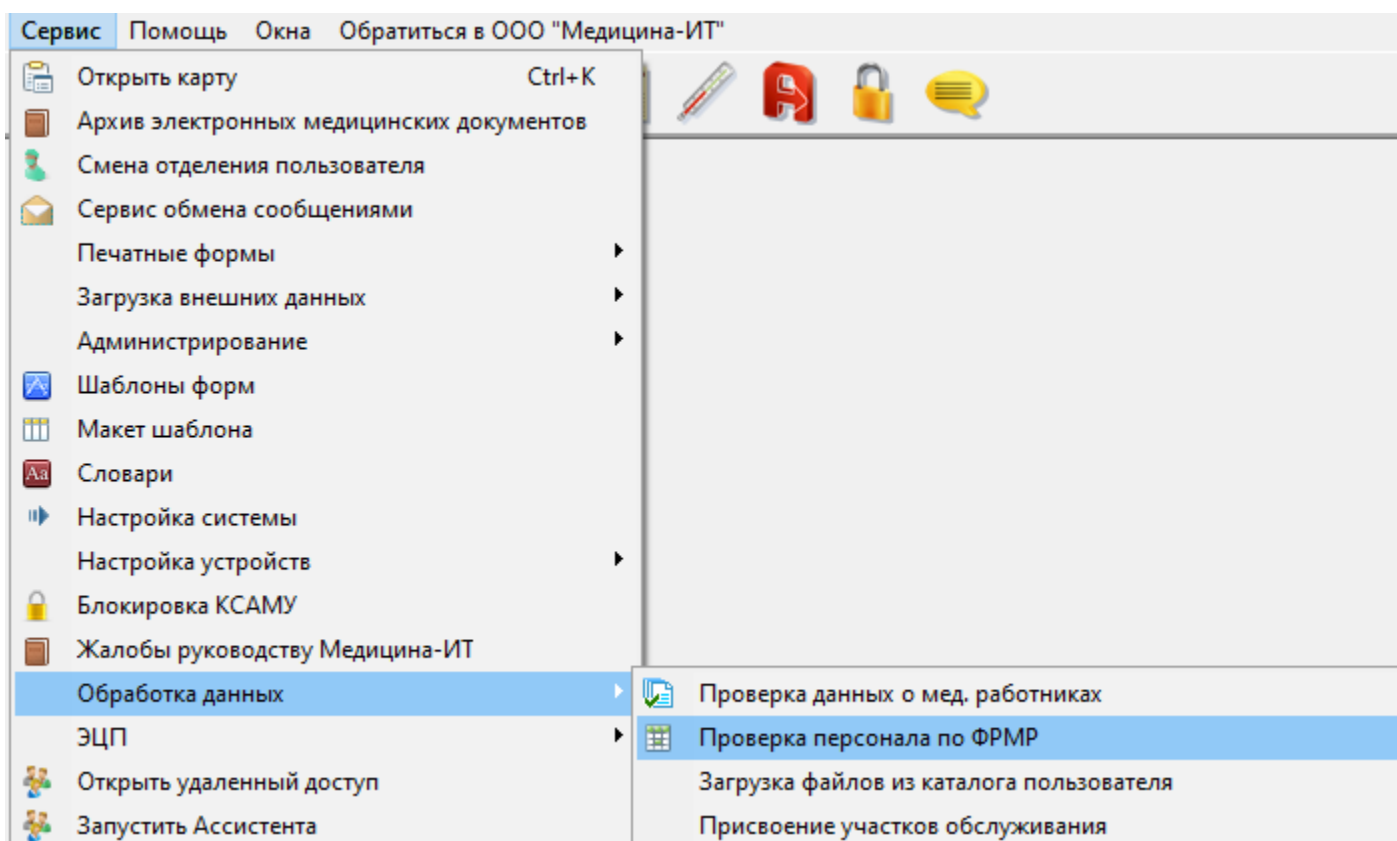 Сервис Помощь Окна Обратиться в ООО "Медицина-ИТ"
Открыть карту Ctrl+K
Архив электронных медицинских документов
Смена отделения пользователя
Сервис обмена сообщениями
Печатные формы
Загрузка внешних данных
Администрирование
Шаблоны форм
Макет шаблона
Aa Словари
Настройка системы
Настройка устройств
Блокировка КСАМУ
Жалобы руководству Медицина-ИТ
Обработка данных
ЭЦП
Открыть удаленный доступ
Запустить Ассистента
Проверка данных о мед. работниках
Проверка персонала по ФРМР
Загрузка файлов из каталога пользователя
Присвоение участков обслуживания